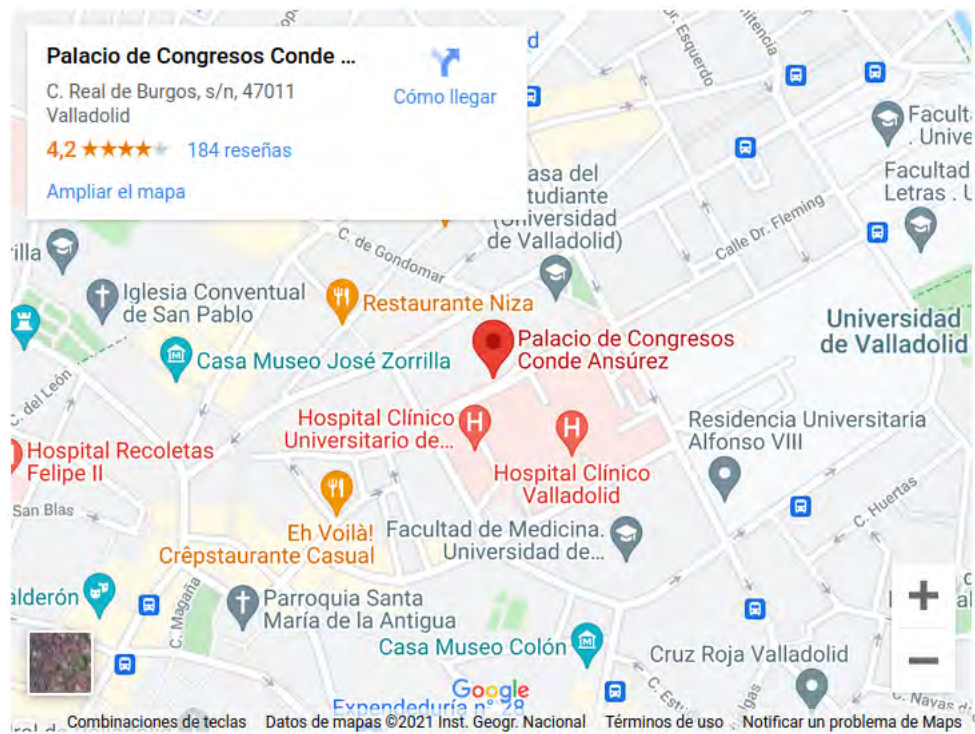 Palacio de Congresos Conde ...
C. Real de Burgos, s/n, 47011
Valladolid
4,2
184 reseñas
Cómo llegar
Ampliar el mapa
Dr. Esquerdo
Facult
. Unive
Facultad
Letras . U
asa del
tudiante
(Universidad
de Valladolid)
Calle Dr. Fleming
C. de Gondomar
rilla
Iglesia Conventual
de San Pablo
Restaurante Niza
Universidad
de Valladolid
Palacio de Congresos
Conde Ansúrez
Casa Museo José Zorrilla
C. del León
Hospital Clínico
Universitario de...
Residencia Universitaria
Alfonso VIII
Hospital Recoletas
Felipe II
Hospital Clínico
Valladolid
San Blas
C. Huertas
Eh Voilà!
Crêpstaurante Casual
Facultad de Medicina.
Universidad de...
alderón
C. Magaña
Parroquia Santa
María de la Antigua
Casa Museo Colón
Cruz Roja Valladolid
Google
Expendeduría n° 28
C. Navas d
Combinaciones de teclas
Datos de mapas ©2021 Inst. Geogr. Nacional
Términos de uso
Notificar un problema de Maps